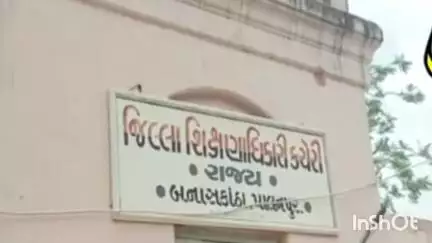 જિલ્લા શિક્ષણાધિકારી કચેરી
• રાજ્ય •
• બનાસકાંઠા, પાલનપુર. •
InShOt